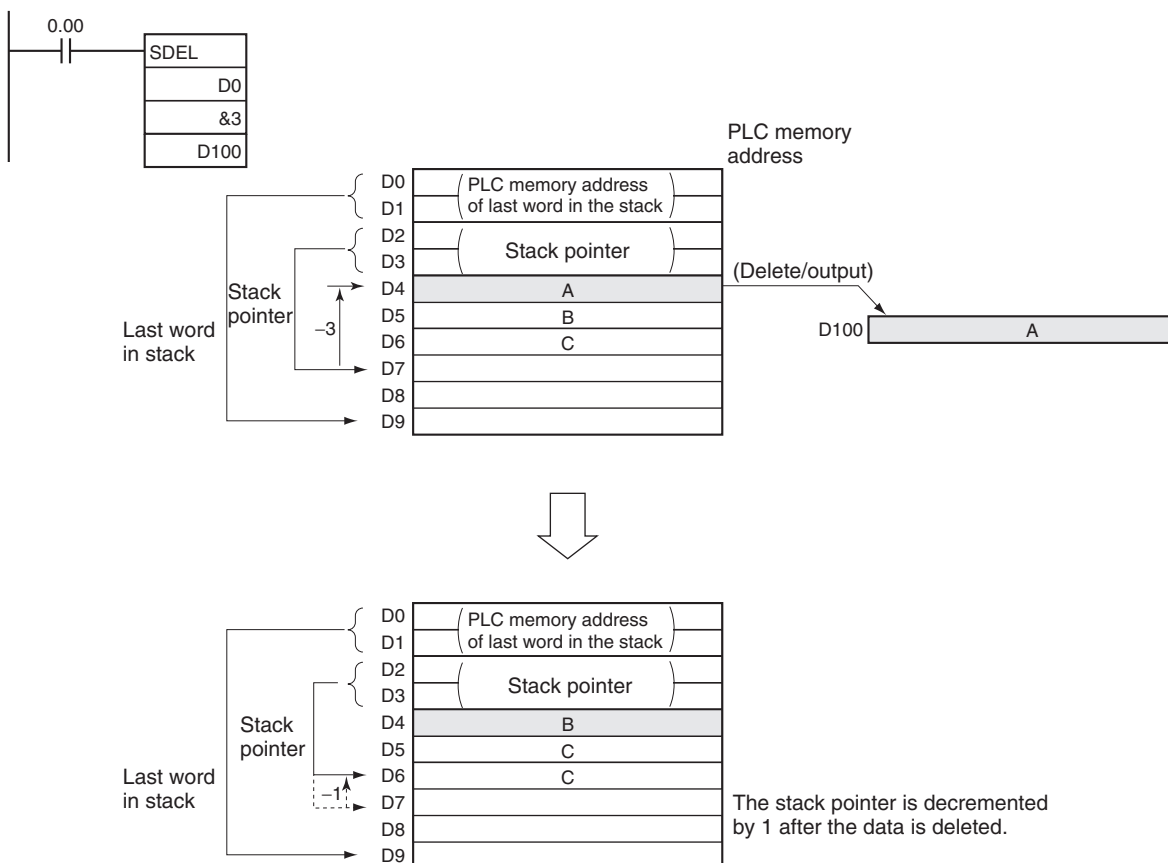 0.00
SDEL
D0
&3
D100
PLC memory
address
D0
(PLC memory address
of last word in the stack)
D1
D2
(Stack pointer)
D3
(Delete/output)
D4
A
Stack
pointer
D5
B
–3
Last word
in stack
D6
C
D100
A
D7
D8
D9
D0
(PLC memory address
of last word in the stack)
D1
D2
(Stack pointer)
D3
D4
B
Stack
pointer
D5
C
D6
C
Last word
in stack
–1
D7
The stack pointer is decremented
by 1 after the data is deleted.
D8
D9